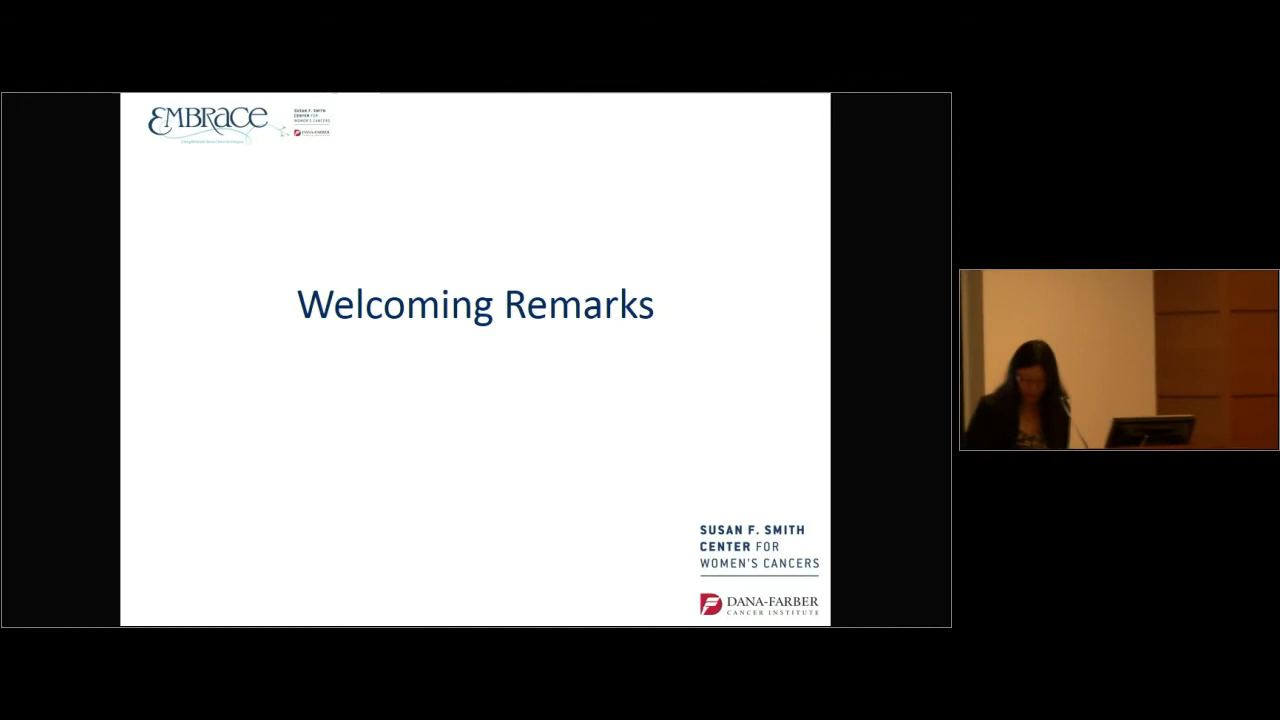 EMBRACE
SUSAN F. SMITH
CENTER FOR
WOMEN'S CANCERS
DANA-FARBER
Welcoming Remarks
SUSAN F. SMITH
CENTER FOR
WOMEN'S CANCERS
DANA-FARBER
CANCER INSTITUTE